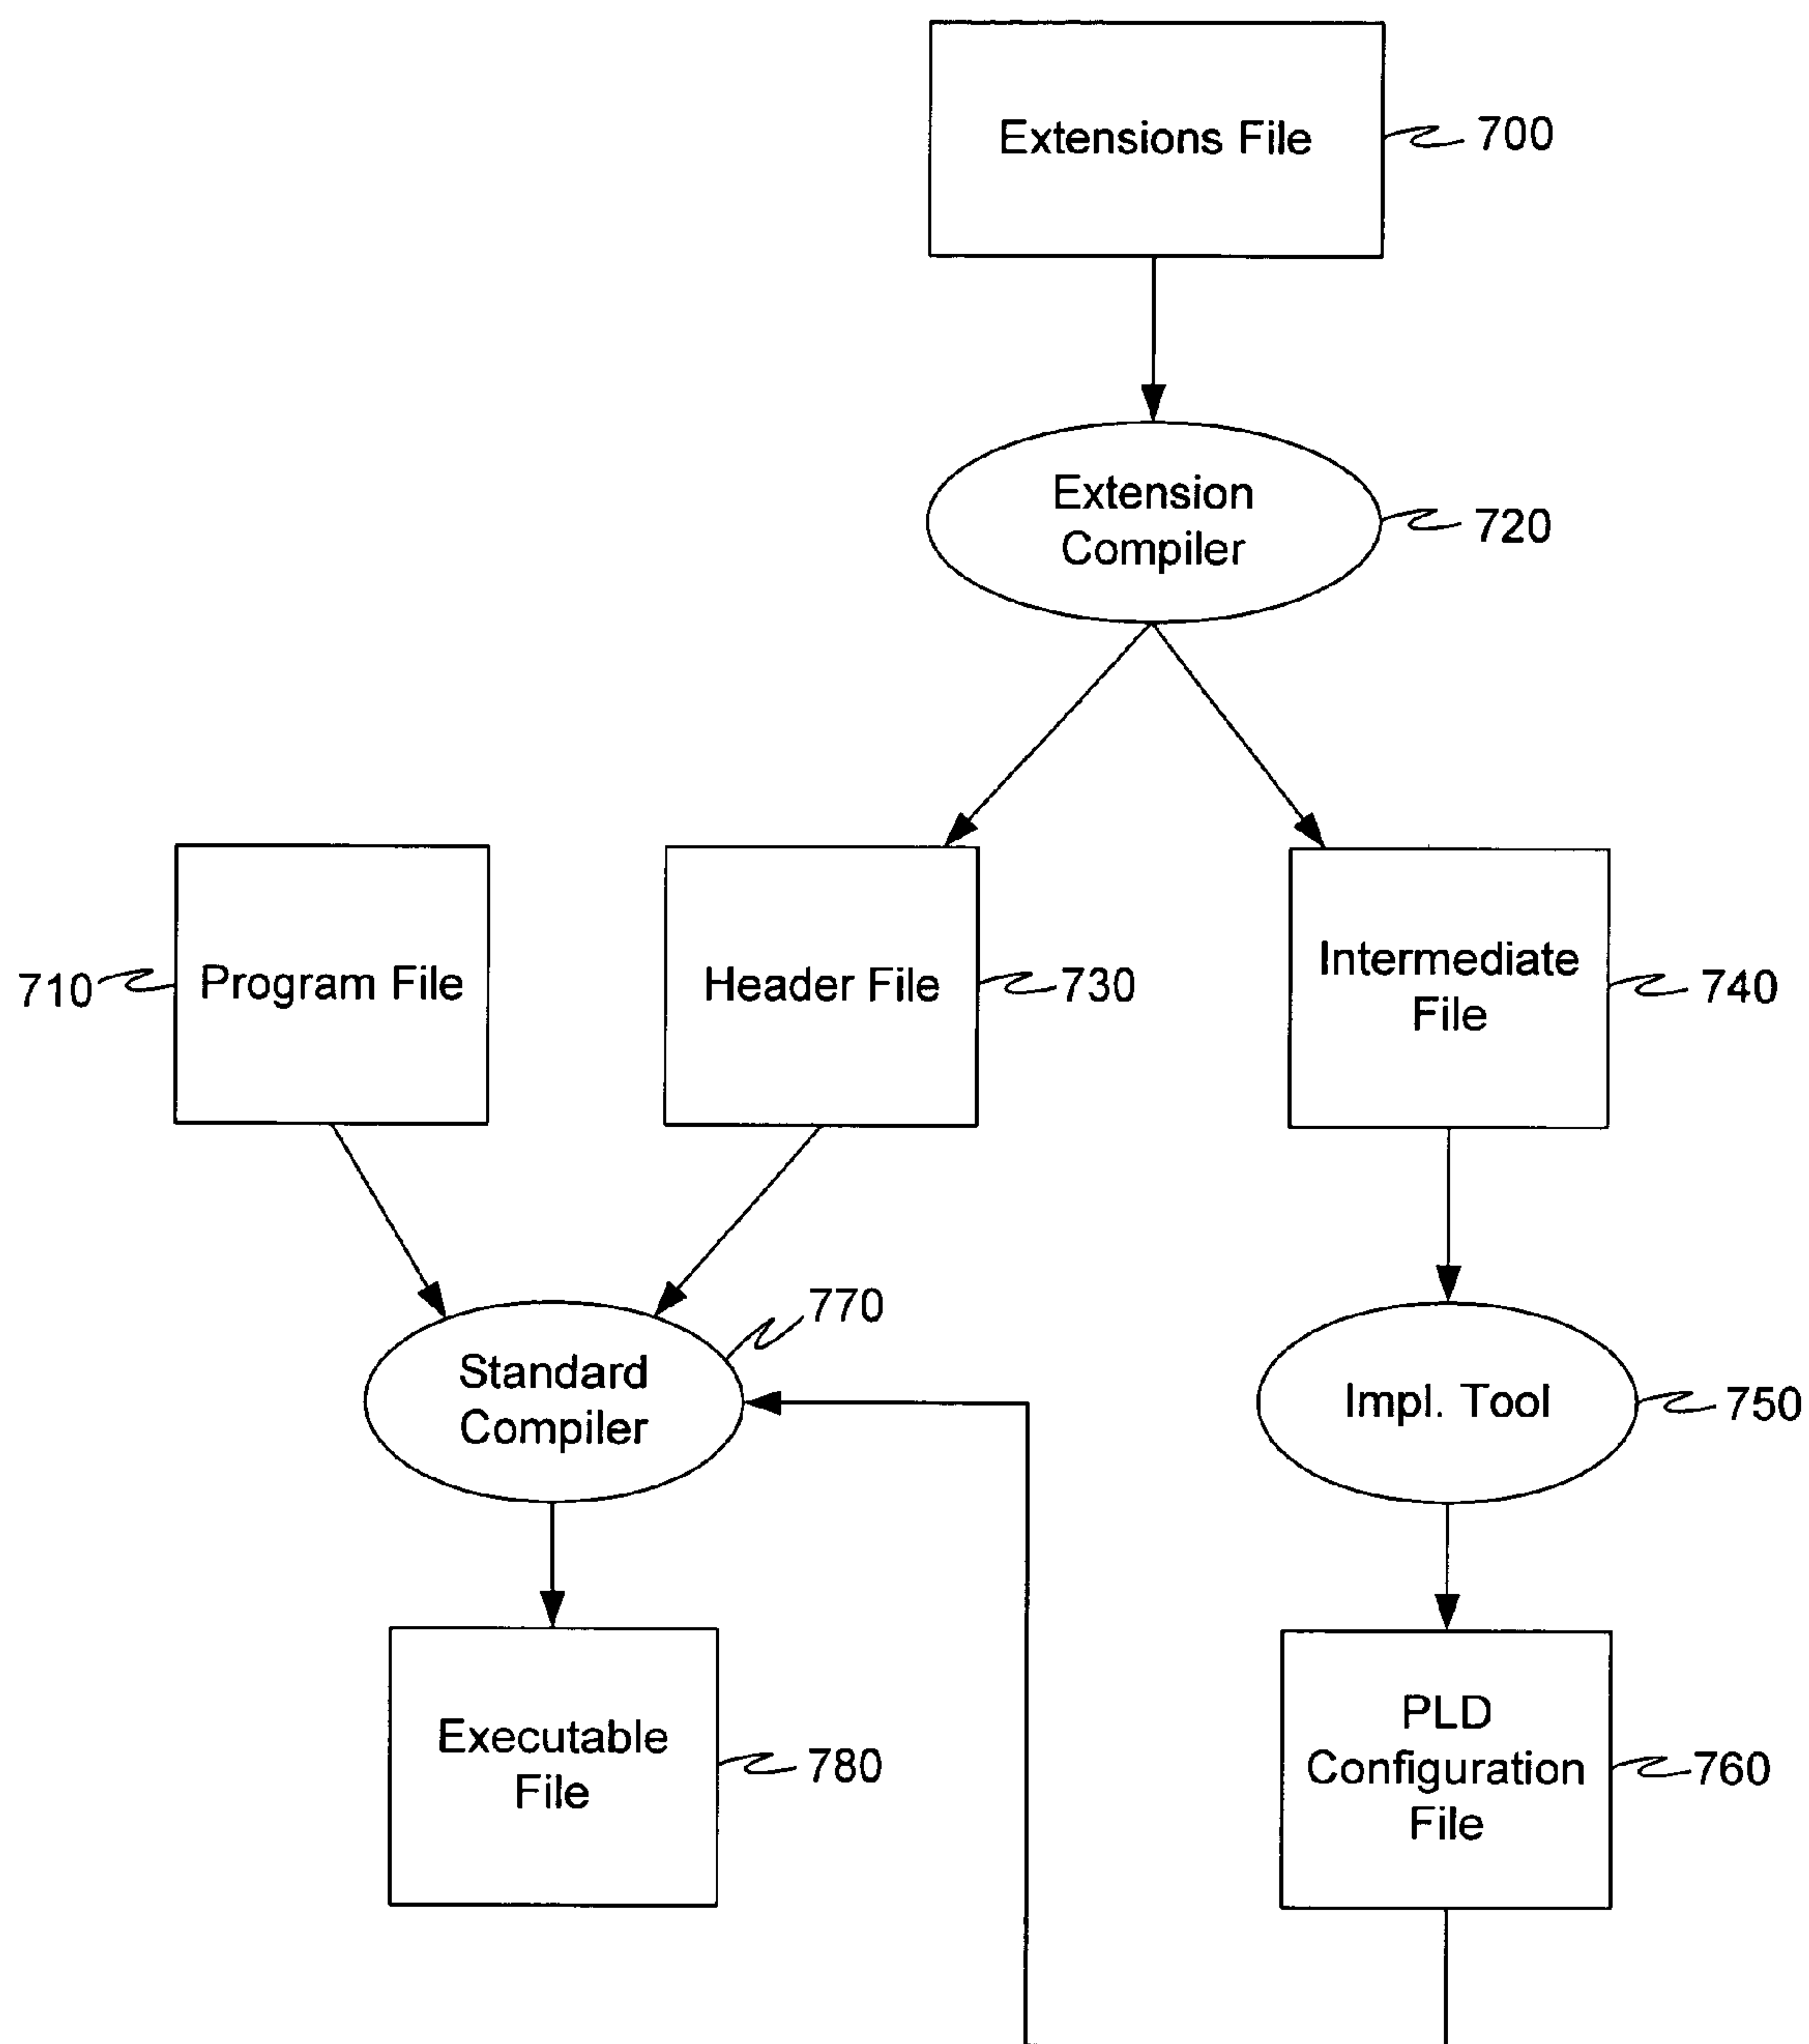 Extensions File
700
Extension
Compiler
720
710
Program File
Header File
730
Intermediate
File
740
770
Standard
Compiler
Impl. Tool
750
Executable
File
780
PLD
Configuration
File
760